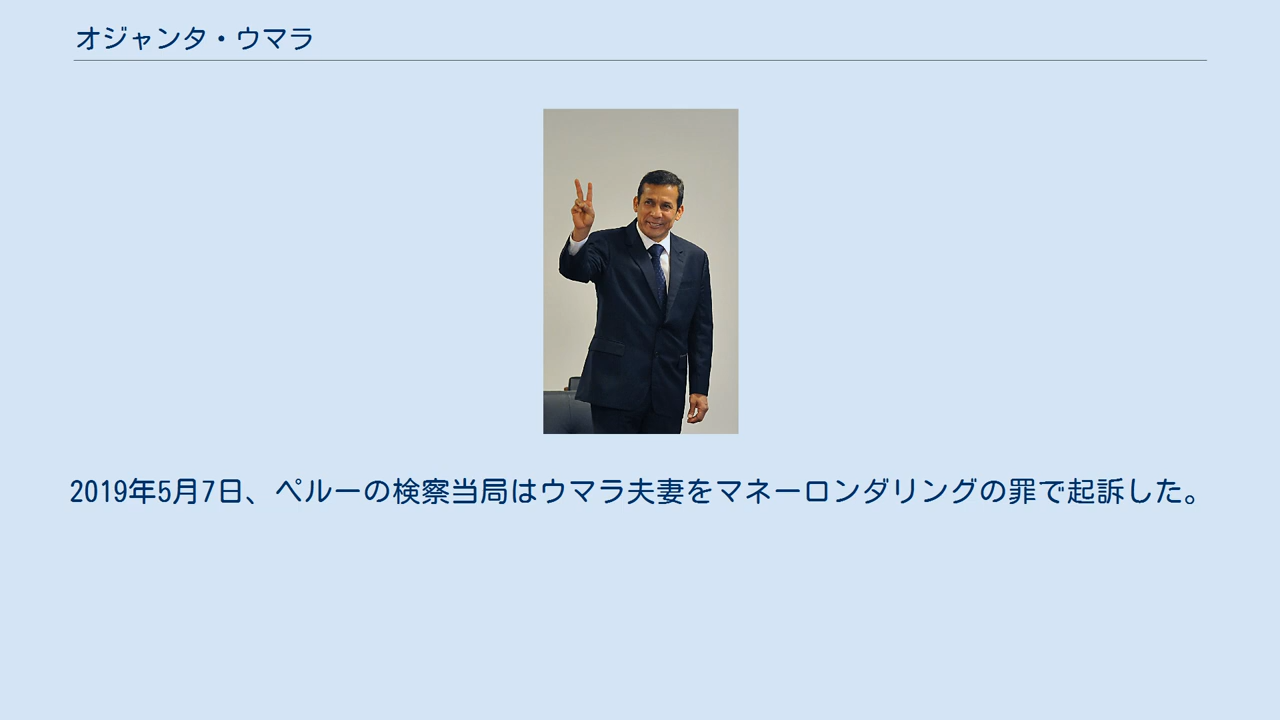 オジャンタ・ウマラ
2019年5月7日、ペルーの検察当局はウマラ夫妻をマネーロンダリングの罪で起訴した。